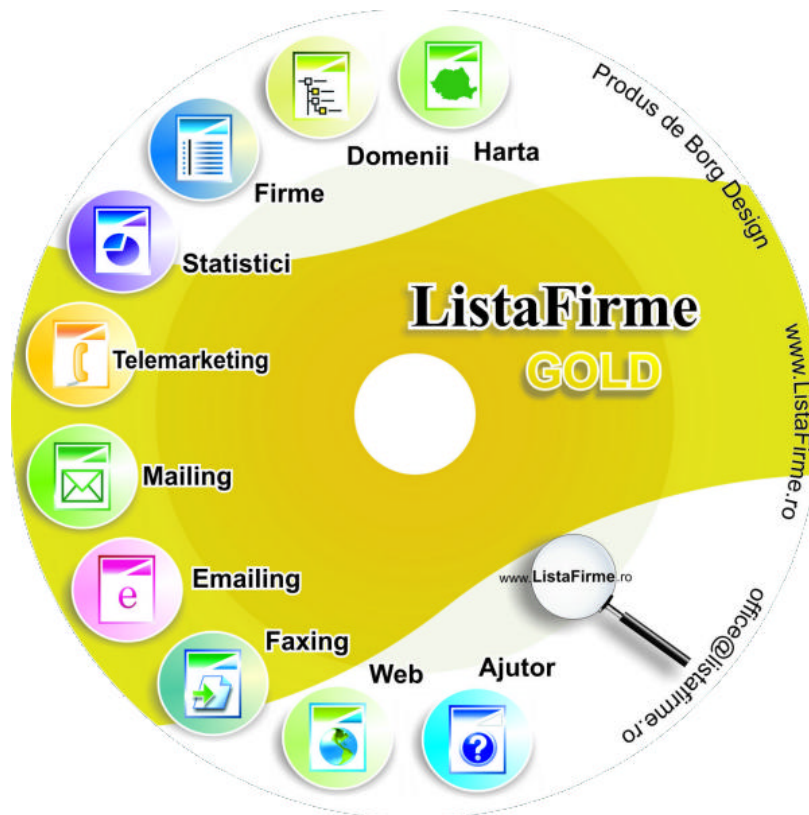 Harta
Domenii
Firme
Statistici
Telemarketing
Mailing
Emailing
Faxing
Web
Ajutor
ListaFirme
GOLD
www.ListaFirme.ro
e
?
Produs de Borg Design
www.ListaFirme.ro
office@listafirme.ro